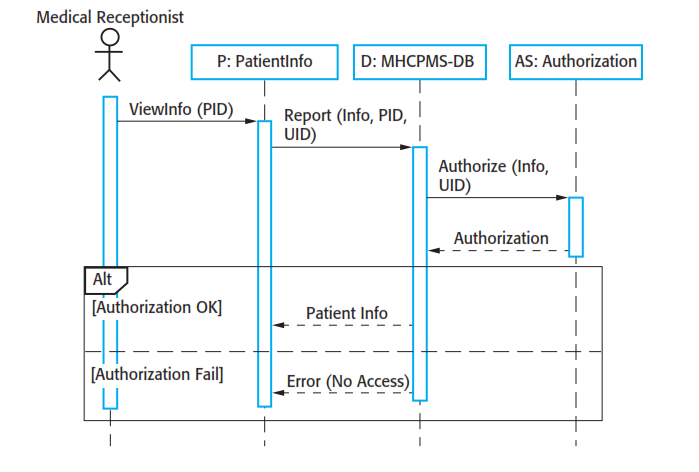 Medical Receptionist
P: PatientInfo
D: MHCPMS-DB
AS: Authorization
ViewInfo (PID)
Report (Info, PID,
UID)
Authorize (Info,
UID)
Authorization
Alt
[Authorization OK]
Patient Info
[Authorization Fail]
Error (No Access)